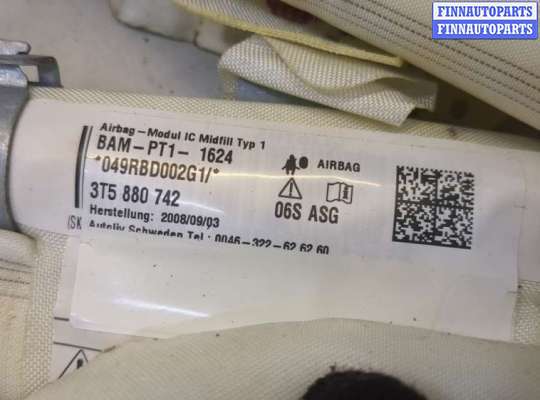 FINNAUTOPARTS
FINNAUTOPARTS
Airbag-Modul IC Midfill Typ 1
BAM-PT1- 1624
*049RBD002G1/*
3T5 880 742
Herstellung: 2008/09/03
Autoliv Schweden Tel.: 0046-322-62 62 60
AIRBAG
06S ASG